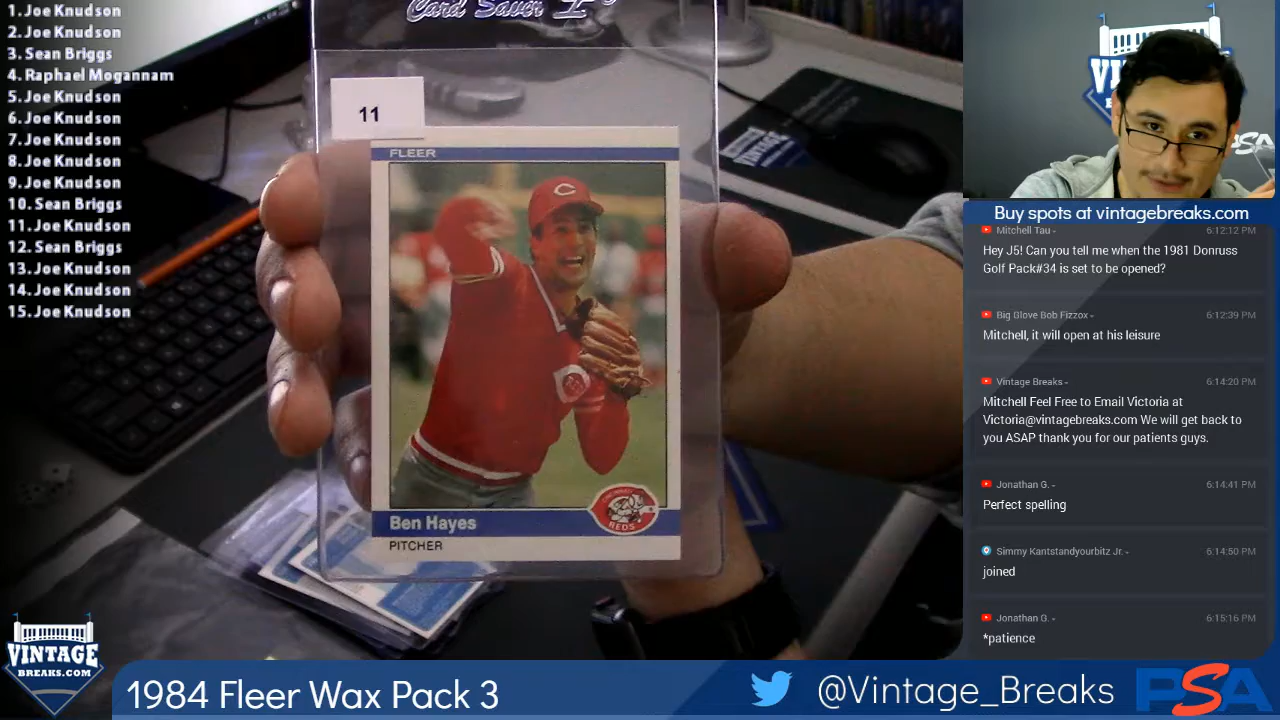 1. Joe Knudson
2. Joe Knudson
3. Sean Briggs
4. Raphael Mogannam
5. Joe Knudson
6. Joe Knudson
7. Joe Knudson
8. Joe Knudson
9. Joe Knudson
10. Sean Briggs
11. Joe Knudson
12. Sean Briggs
13. Joe Knudson
14. Joe Knudson
15. Joe Knudson
Card Saver I
11
FLEER
C
Ben Hayes
PITCHER
CINCINNATI
REDS
PSA
Buy spots at vintagebreaks.com
Mitchell Tau
6:12:12 PM
Hey J5! Can you tell me when the 1981 Donruss
Golf Pack#34 is set to be opened?
Big Glove Bob Fizzox
6:12:39 PM
Mitchell, it will open at his leisure
Vintage Breaks
6:14:20 PM
Mitchell Feel Free to Email Victoria at
Victoria@vintagebreaks.com We will get back to
you ASAP thank you for our patients guys.
Jonathan G.
6:14:41 PM
Perfect spelling
Simmy Kantstandyourbitz Jr.
6:14:50 PM
joined
Jonathan G.
6:15:16 PM
*patience
VINTAGE
BREAKS.COM
1984 Fleer Wax Pack 3
@Vintage_Breaks
PSA